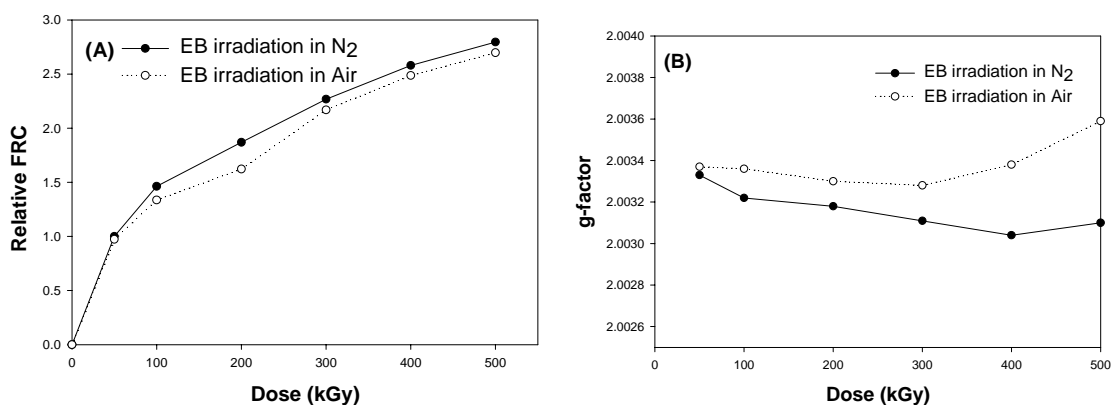 (A)
EB irradiation in N2
EB irradiation in Air
3.0
2.5
2.0
1.5
1.0
0.5
0.0
Relative FRC
0 100 200 300 400 500
Dose (kGy)
(B)
EB irradiation in N2
EB irradiation in Air
2.0040
2.0038
2.0036
2.0034
2.0032
2.0030
2.0028
2.0026
g-factor
0 100 200 300 400 500
Dose (kGy)